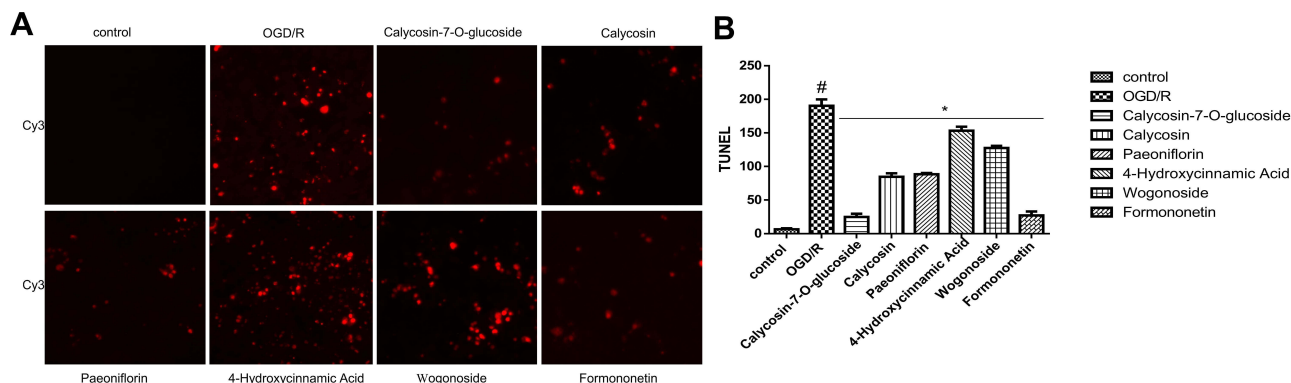 A
control OGD/R Calycosin-7-O-glucoside Calycosin
Cy3
Cy3
Paeoniflorin 4-Hydroxycinnamic Acid Wogonoside Formononetin
B
TUNEL
250
200
150
100
50
0
#
*
control
OGD/R
Calycosin-7-O-glucoside
Calycosin
Paeoniflorin
4-Hydroxycinnamic Acid
Wogonoside
Formononetin
control
OGD/R
Calycosin-7-O-glucoside
Calycosin
Paeoniflorin
4-Hydroxycinnamic Acid
Wogonoside
Formononetin